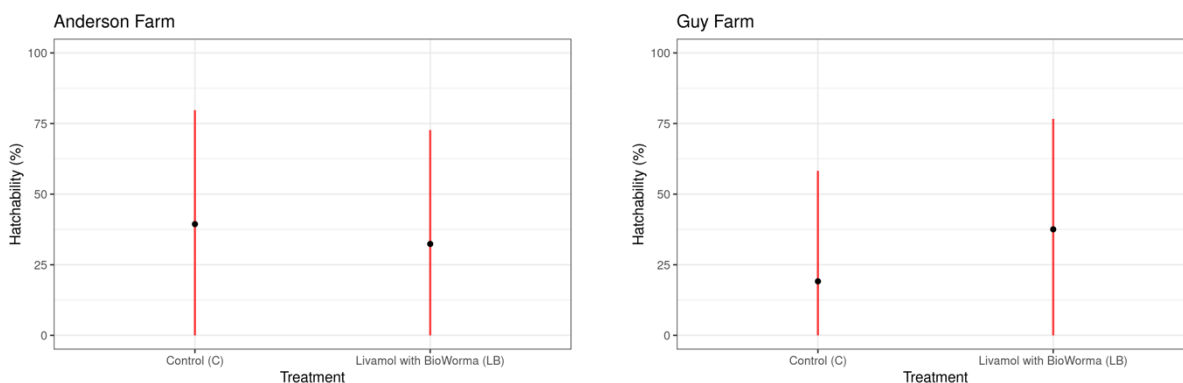 Anderson Farm
100
75
50
25
0
Hatchability (%)
Control (C)
Livamol with BioWorma (LB)
Treatment
Guy Farm
100
75
50
25
0
Hatchability (%)
Control (C)
Livamol with BioWorma (LB)
Treatment